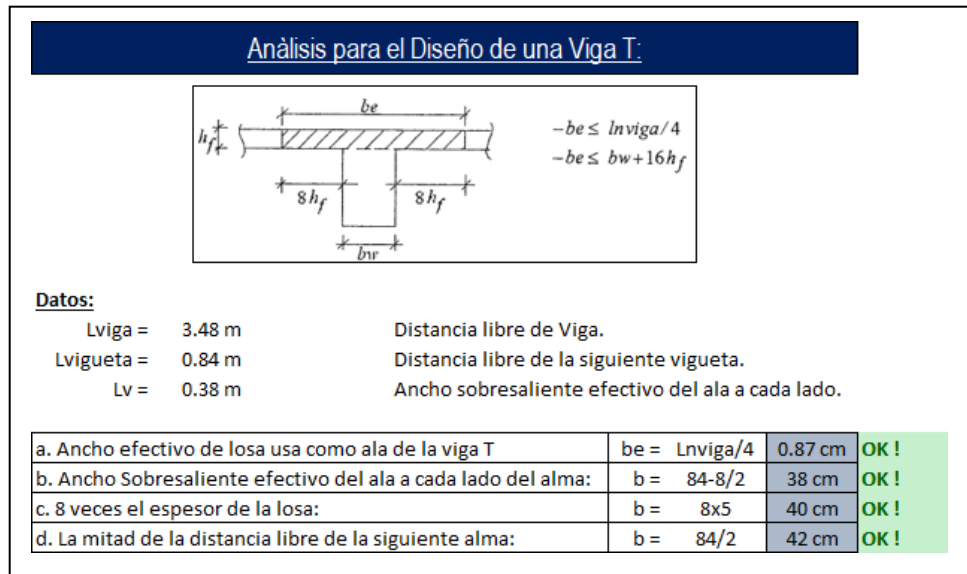 Anàlisis para el Diseño de una Viga T:
be
hf
-be ≤ lnviga/4
-be ≤ bw+16hf
8hf 8hf
bw
Datos:
Lviga = 3.48 m Distancia libre de Viga.
Lvigueta = 0.84 m Distancia libre de la siguiente vigueta.
Lv = 0.38 m Ancho sobresaliente efectivo del ala a cada lado.
a. Ancho efectivo de losa usa como ala de la viga T be = Lnviga/4 0.87 cm OK !
b. Ancho Sobresaliente efectivo del ala a cada lado del alma: b = 84-8/2 38 cm OK !
c. 8 veces el espesor de la losa: b = 8x5 40 cm OK !
d. La mitad de la distancia libre de la siguiente alma: b = 84/2 42 cm OK !